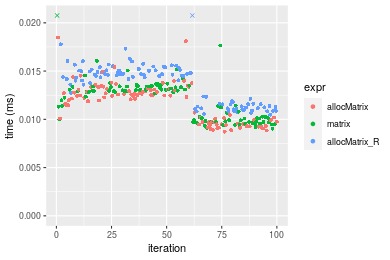 0.020
0.015
0.010
0.005
0.000
time (ms)
0
25
50
75
100
iteration
expr
allocMatrix
matrix
allocMatrix_R